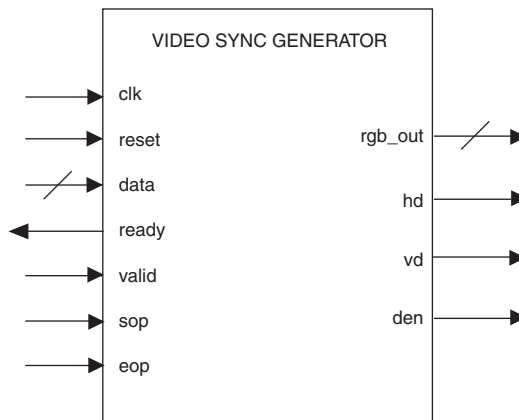 VIDEO SYNC GENERATOR
clk
reset
data
ready
valid
sop
eop
rgb_out
hd
vd
den